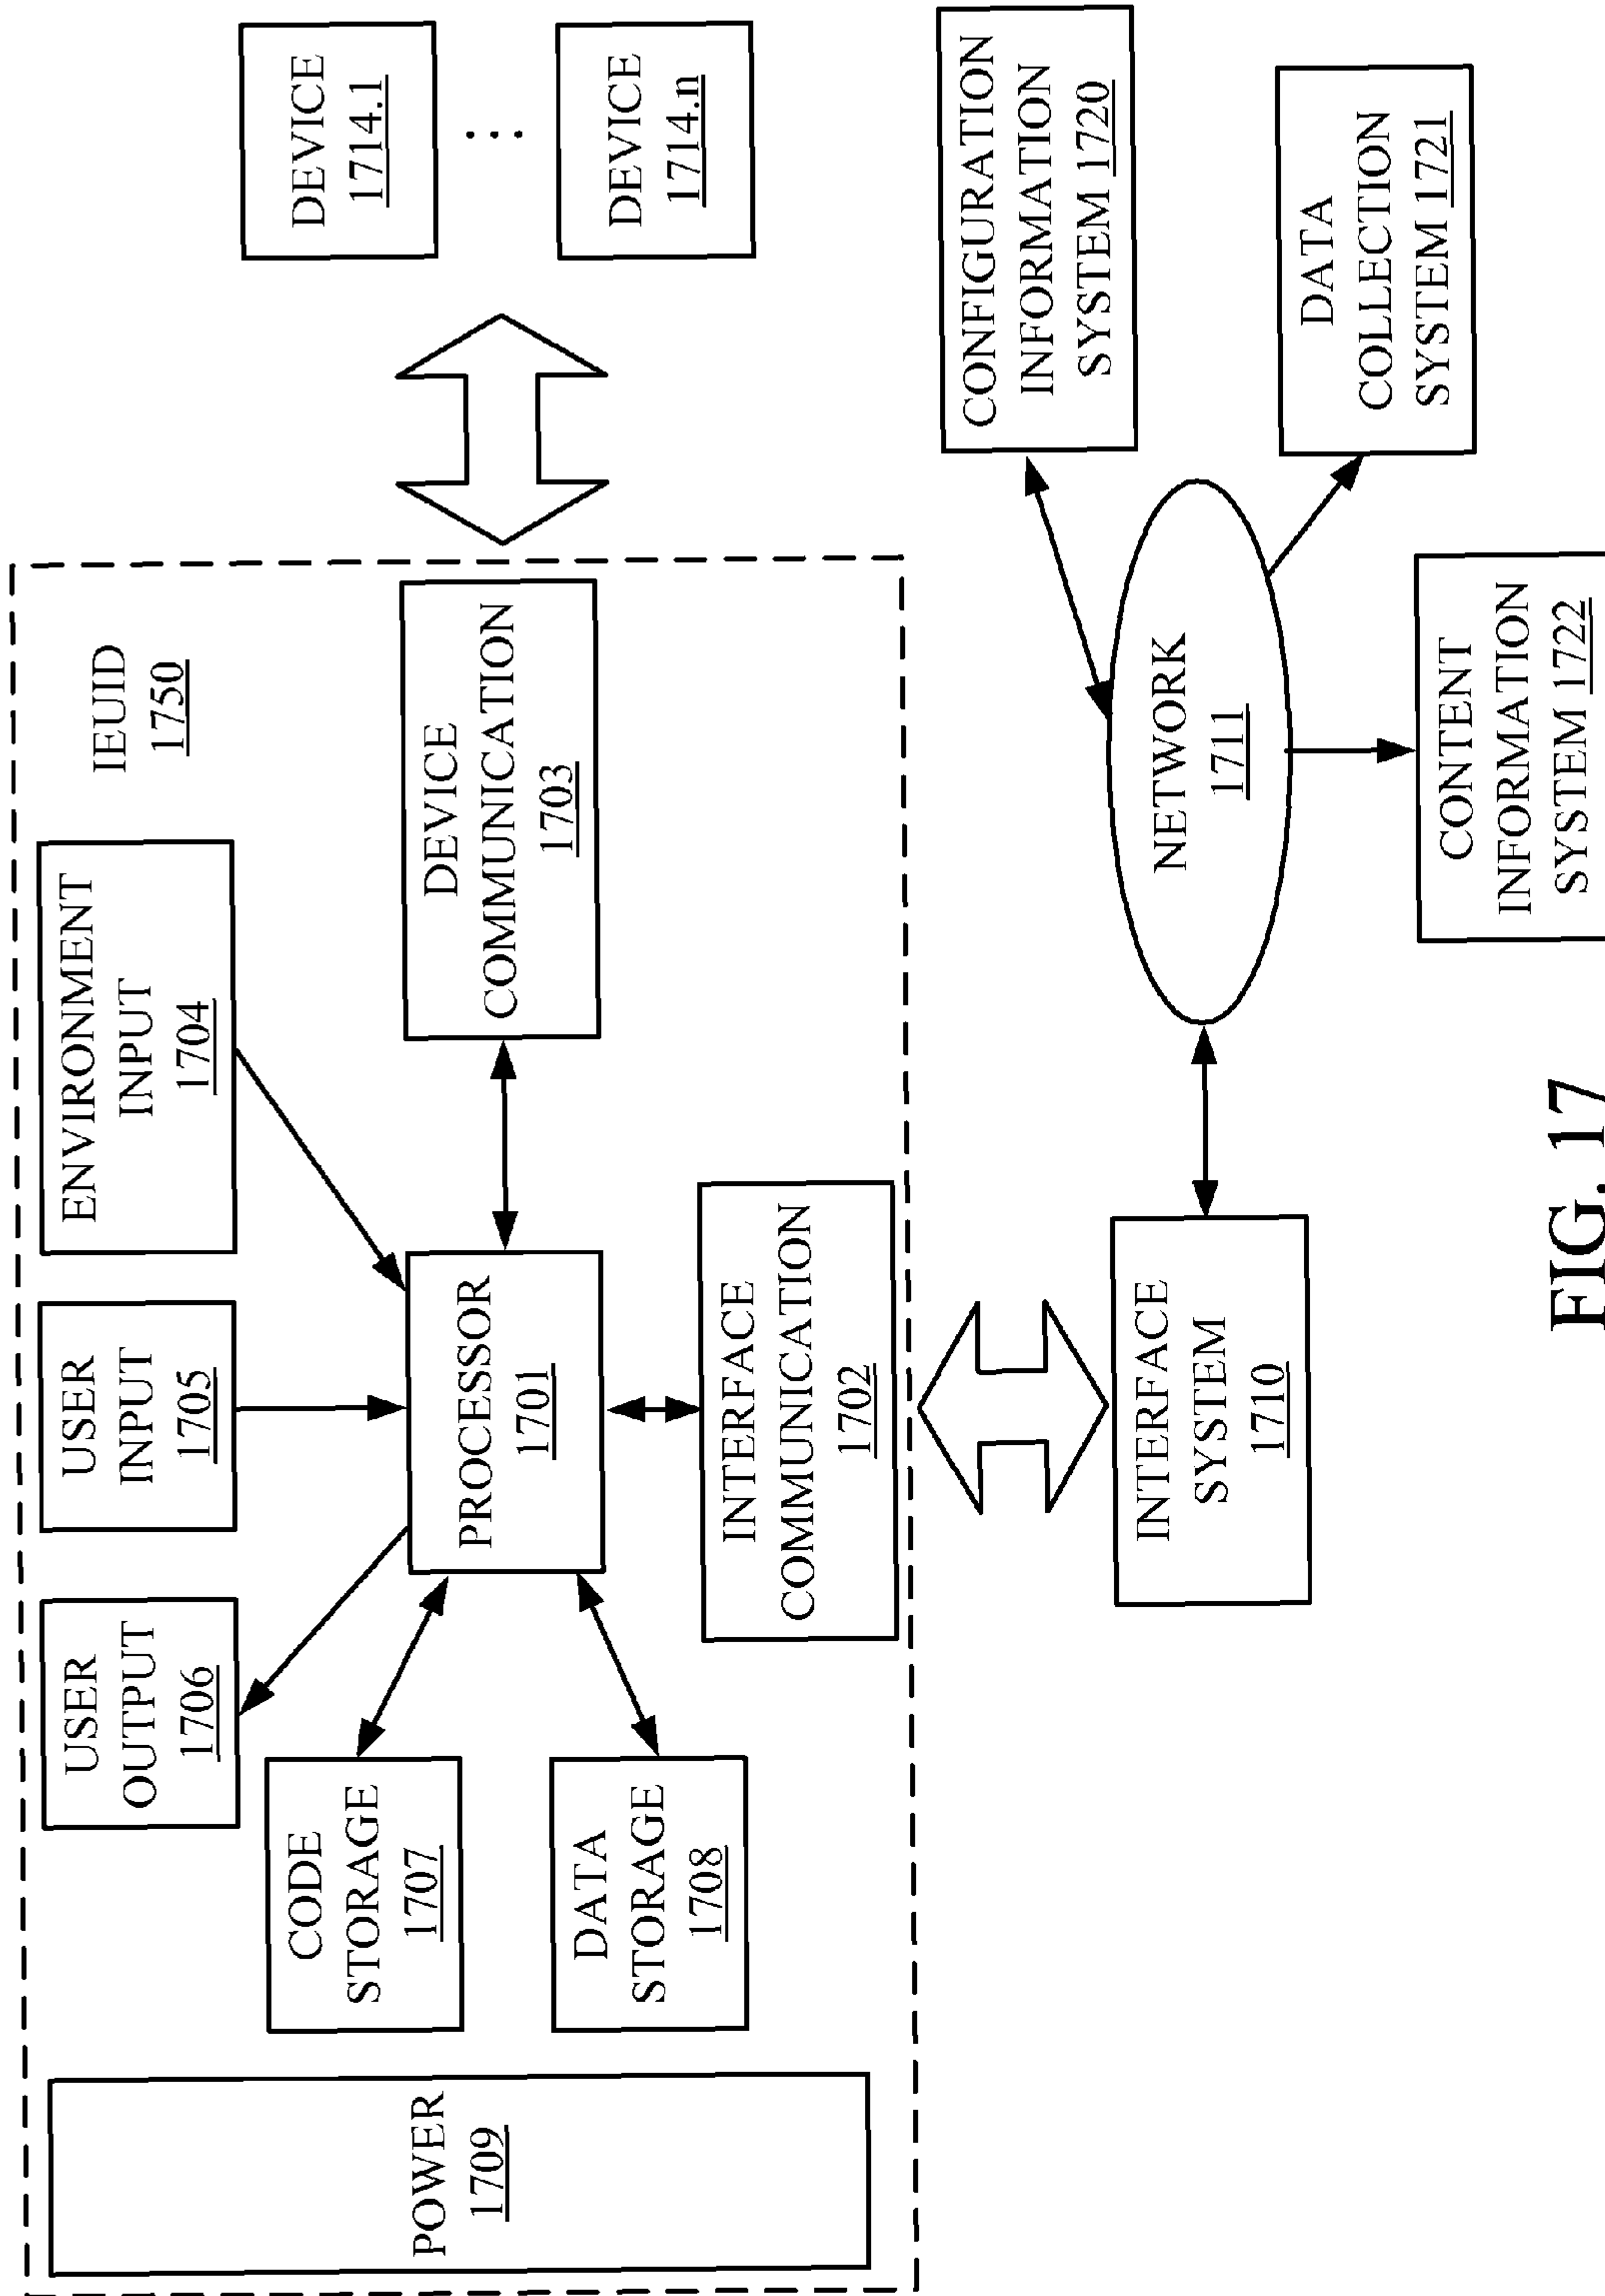 IEUID
1750
POWER
1709
USER
OUTPUT
1706
USER
INPUT
1705
ENVIRONMENT
INPUT
1704
CODE
STORAGE
1707
DATA
STORAGE
1708
PROCESSOR
1701
DEVICE
COMMUNICATION
1703
INTERFACE
COMMUNICATION
1702
DEVICE
1714.1
DEVICE
1714.n
INTERFACE
SYSTEM
1710
NETWORK
1711
CONFIGURATION
INFORMATION
SYSTEM 1720
DATA
COLLECTION
SYSTEM 1721
CONTENT
INFORMATION
SYSTEM 1722
FIG. 17